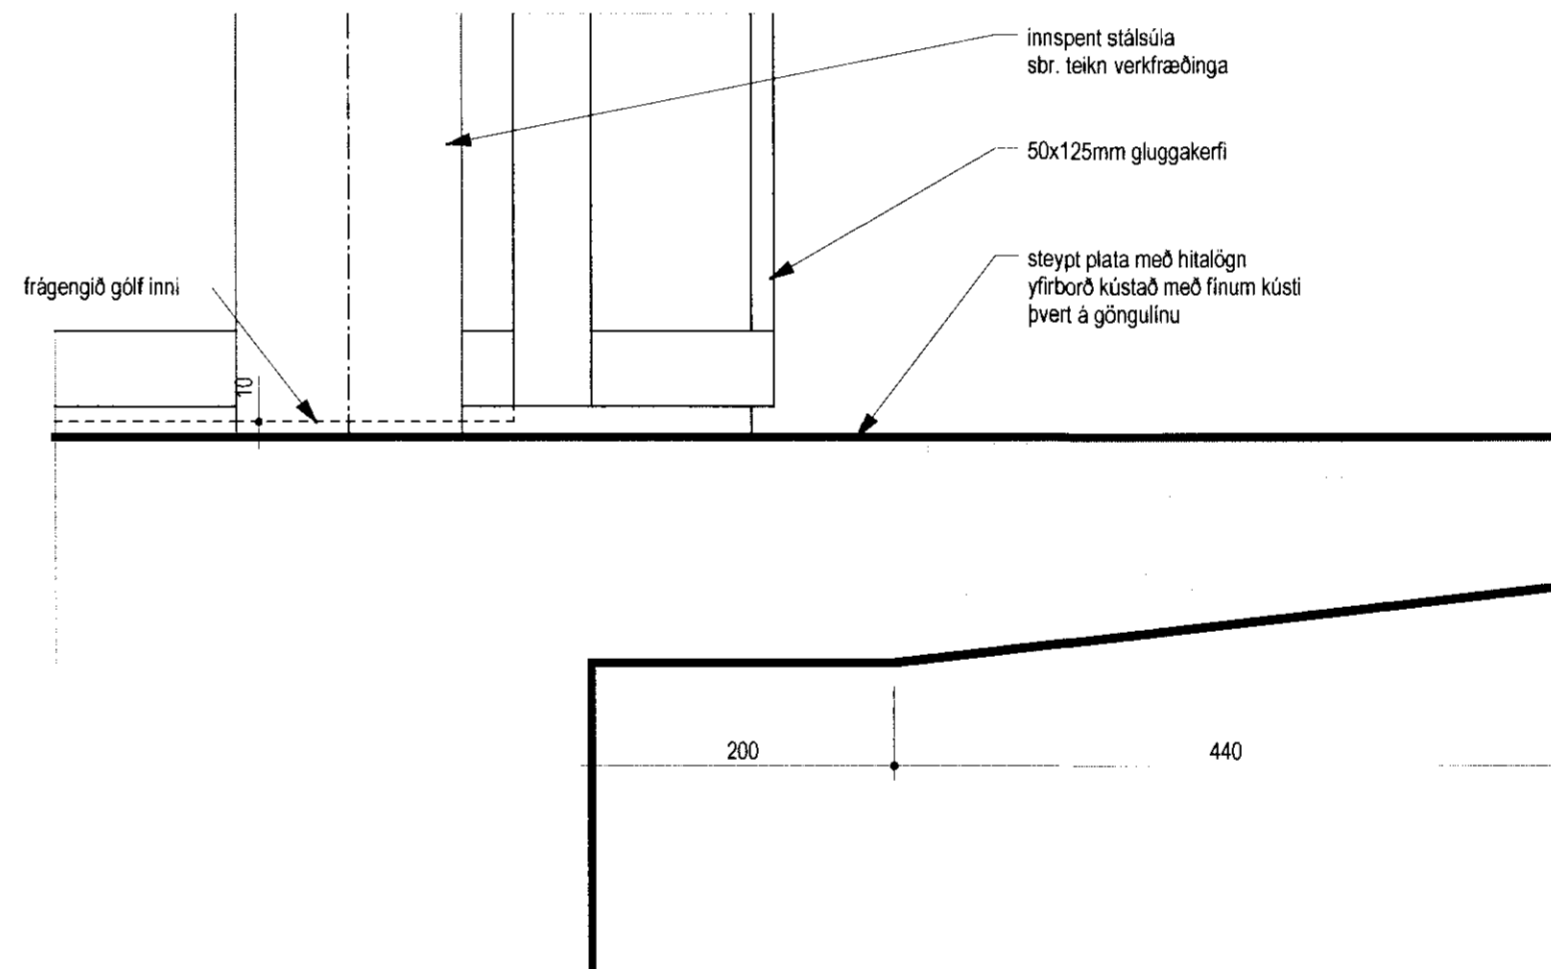 innspent stálsúla
sbr. teikn verkfræðinga
50x125mm gluggakerfi
steypt plata með hitalögn
yfirborð kústað með fínum kústi
þvert á göngulínu
frágengið gólf inni
10
200
440